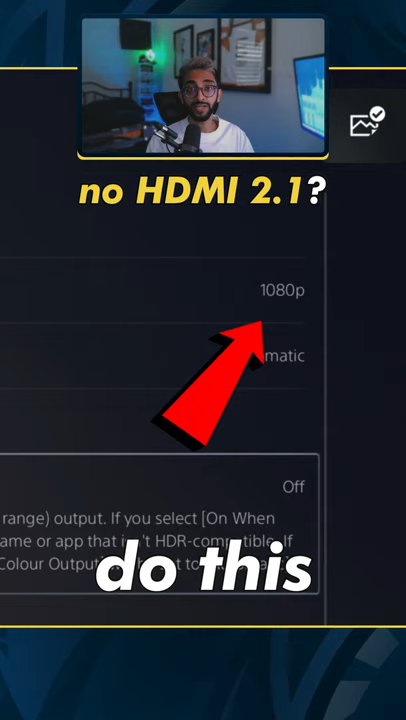 no HDMI 2.1?
1080p
matic
Off
range) output. If you select [On When
ame or app that isn't HDR-compatible. If
Colour Output
to
do this